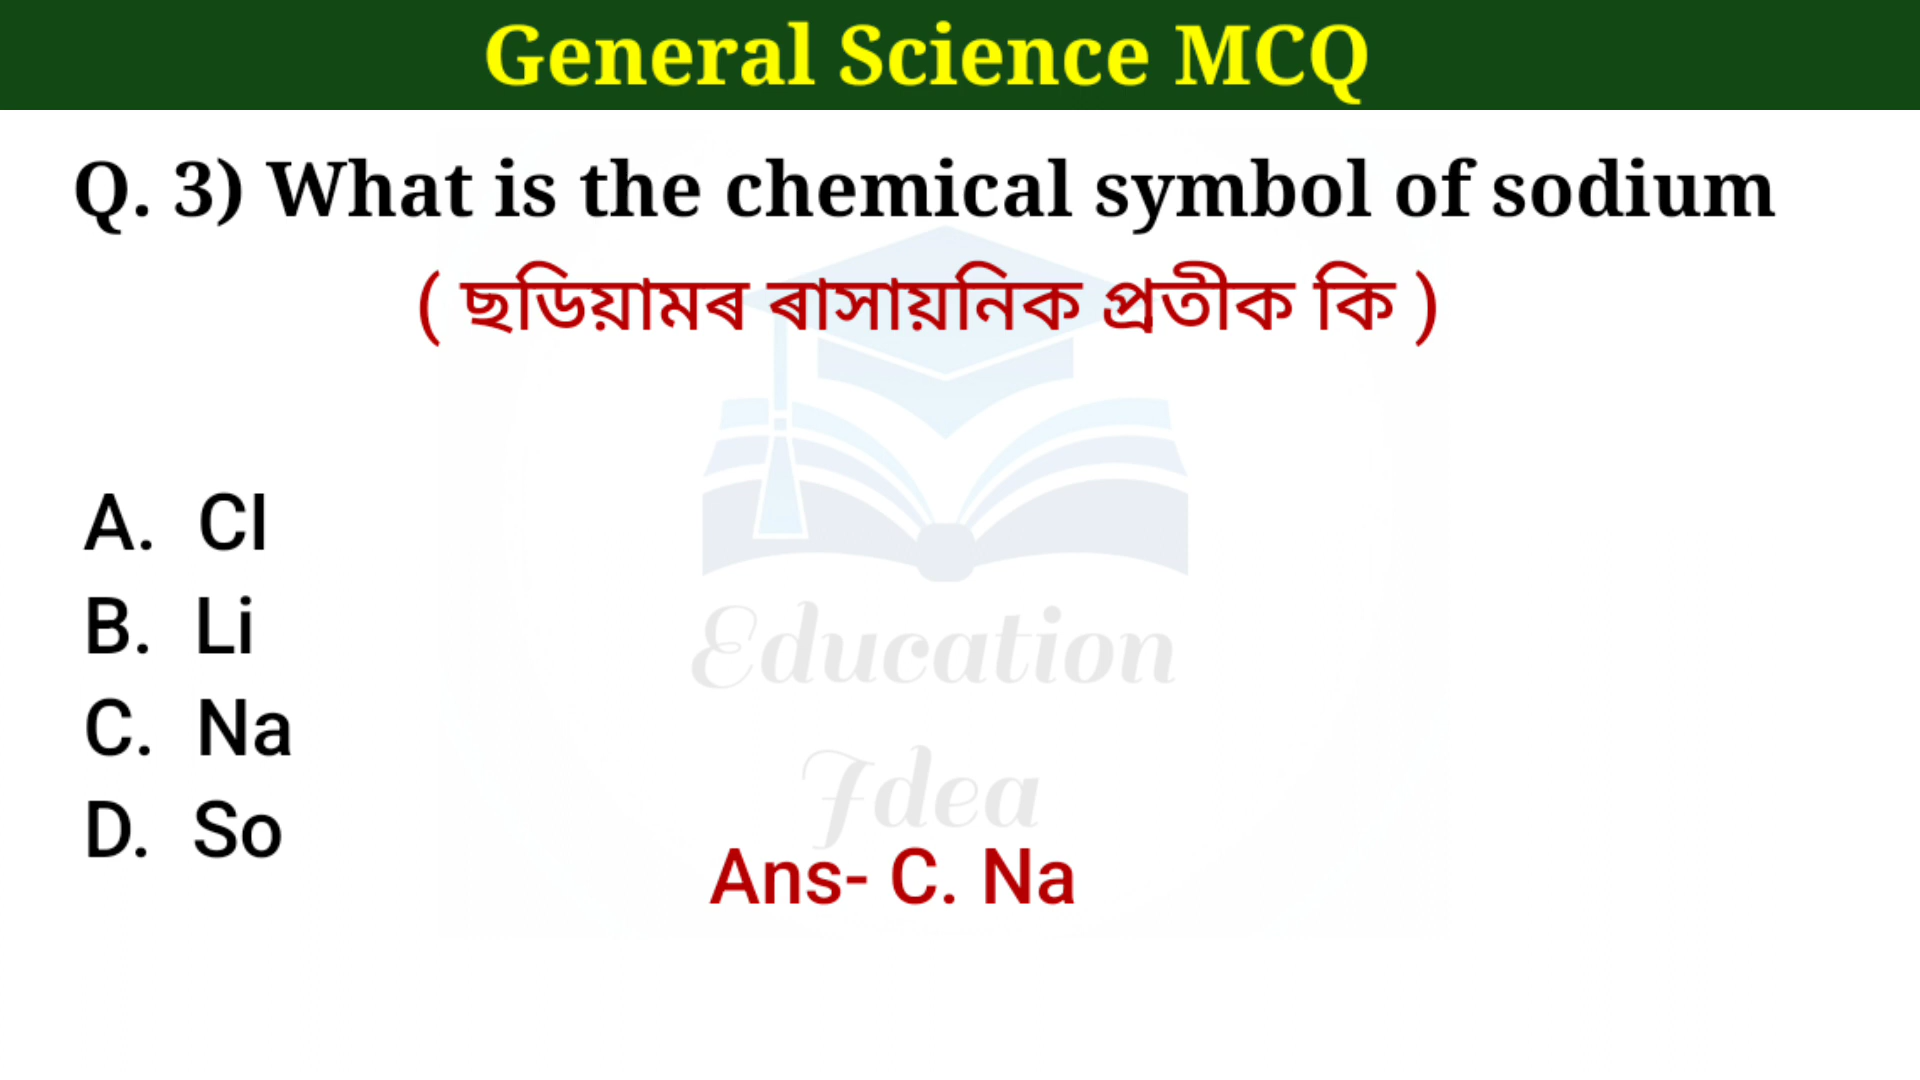 General Science MCQ
Q. 3) What is the chemical symbol of sodium
( ছডিয়ামৰ ৰাসায়নিক প্ৰতীক কি )
A. Cl
B. Li
C. Na
D. So
Education
Idea
Ans- C. Na